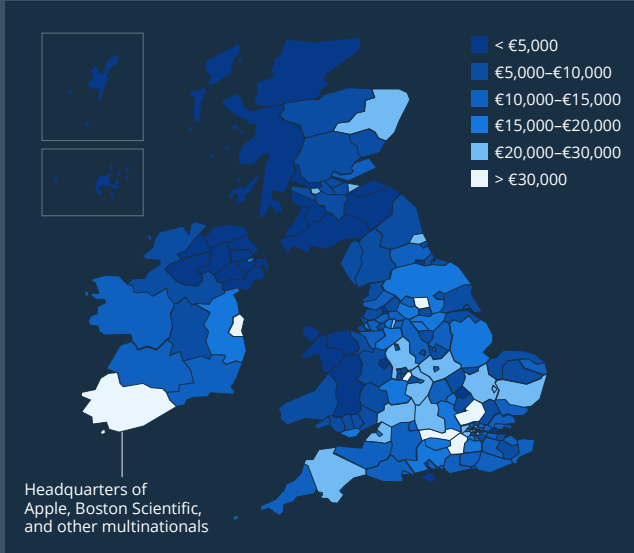 < €5,000
€5,000–€10,000
€10,000–€15,000
€15,000–€20,000
€20,000–€30,000
> €30,000
Headquarters of
Apple, Boston Scientific,
and other multinationals